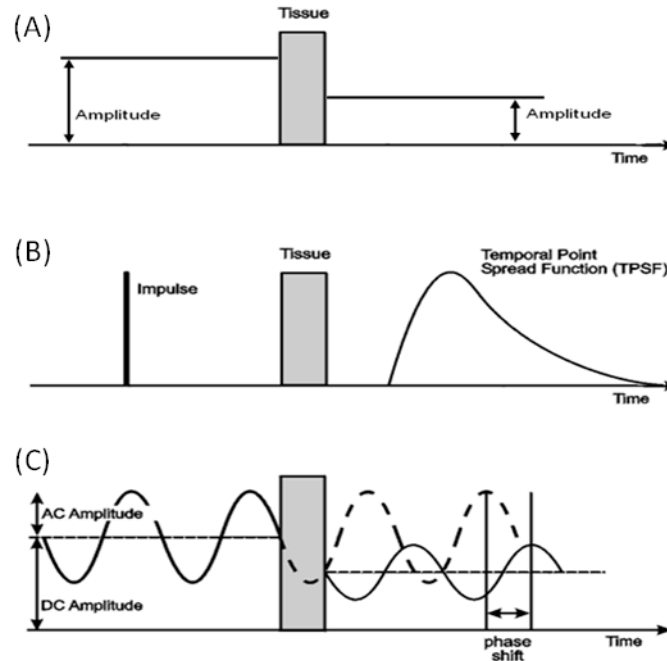 (A)
Tissue
Amplitude
Amplitude
Time
(B)
Tissue
Temporal Point
Spread Function (TPSF)
Impulse
Time
(C)
AC Amplitude
DC Amplitude
Time
phase
shift